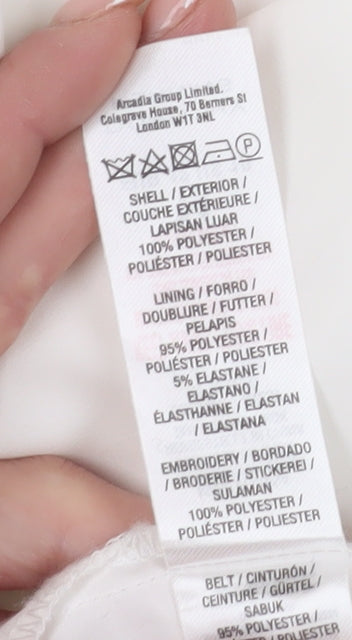 Arcadia Group Limited.
Colegrave House, 70 Berners St
London W1T 3NL
P
SHELL / EXTERIOR /
COUCHE EXTÉRIEURE /
LAPISAN LUAR
100% POLYESTER /
POLIÉSTER / POLIESTER
LINING / FORRO /
DOUBLURE / FUTTER /
PELAPIS
95% POLYESTER /
POLIÉSTER / POLIESTER
5% ELASTANE /
ELASTANO /
ÉLASTHANNE / ELASTAN
/ ELASTANA
EMBROIDERY / BORDADO
/ BRODERIE / STICKEREI /
SULAMAN
100% POLYESTER /
POLIÉSTER / POLIESTER
BELT / CINTURÓN /
CEINTURE / GÜRTEL /
SABUK
95% POLYESTER /
POLIÉSTER / POLIESTER